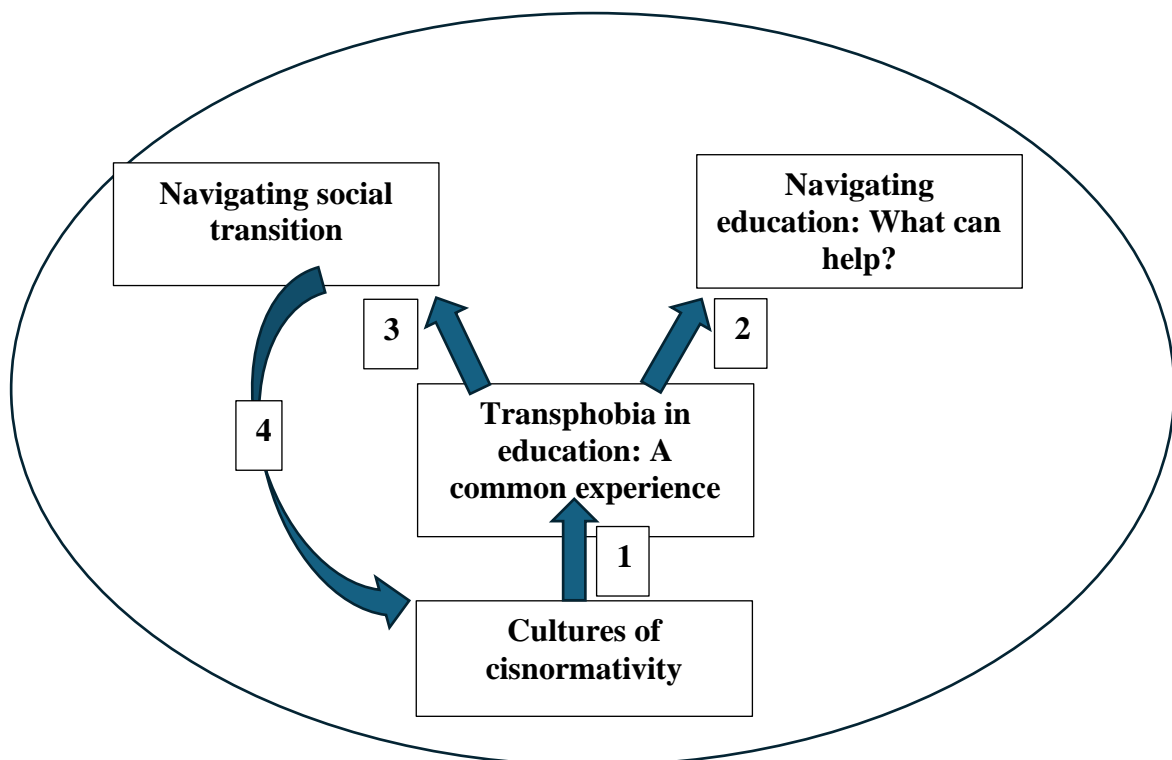 Navigating social
transition
Navigating
education: What can
help?
3
2
Transphobia in
education: A
common experience
4
1
Cultures of
cisnormativity